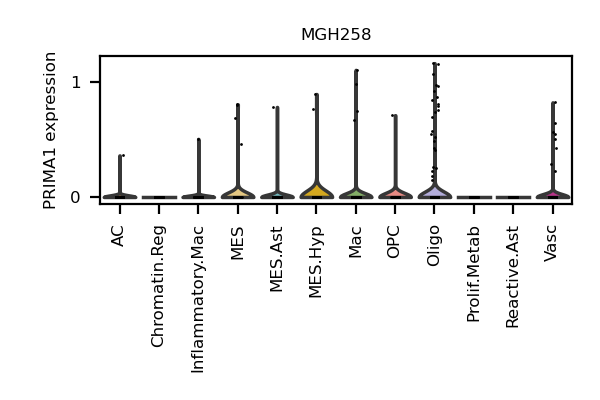 MGH258
PRIMA1 expression
1
0
AC
Chromatin.Reg
Inflammatory.Mac
MES
MES.Ast
MES.Hyp
Mac
OPC
Oligo
Prolif.Metab
Reactive.Ast
Vasc